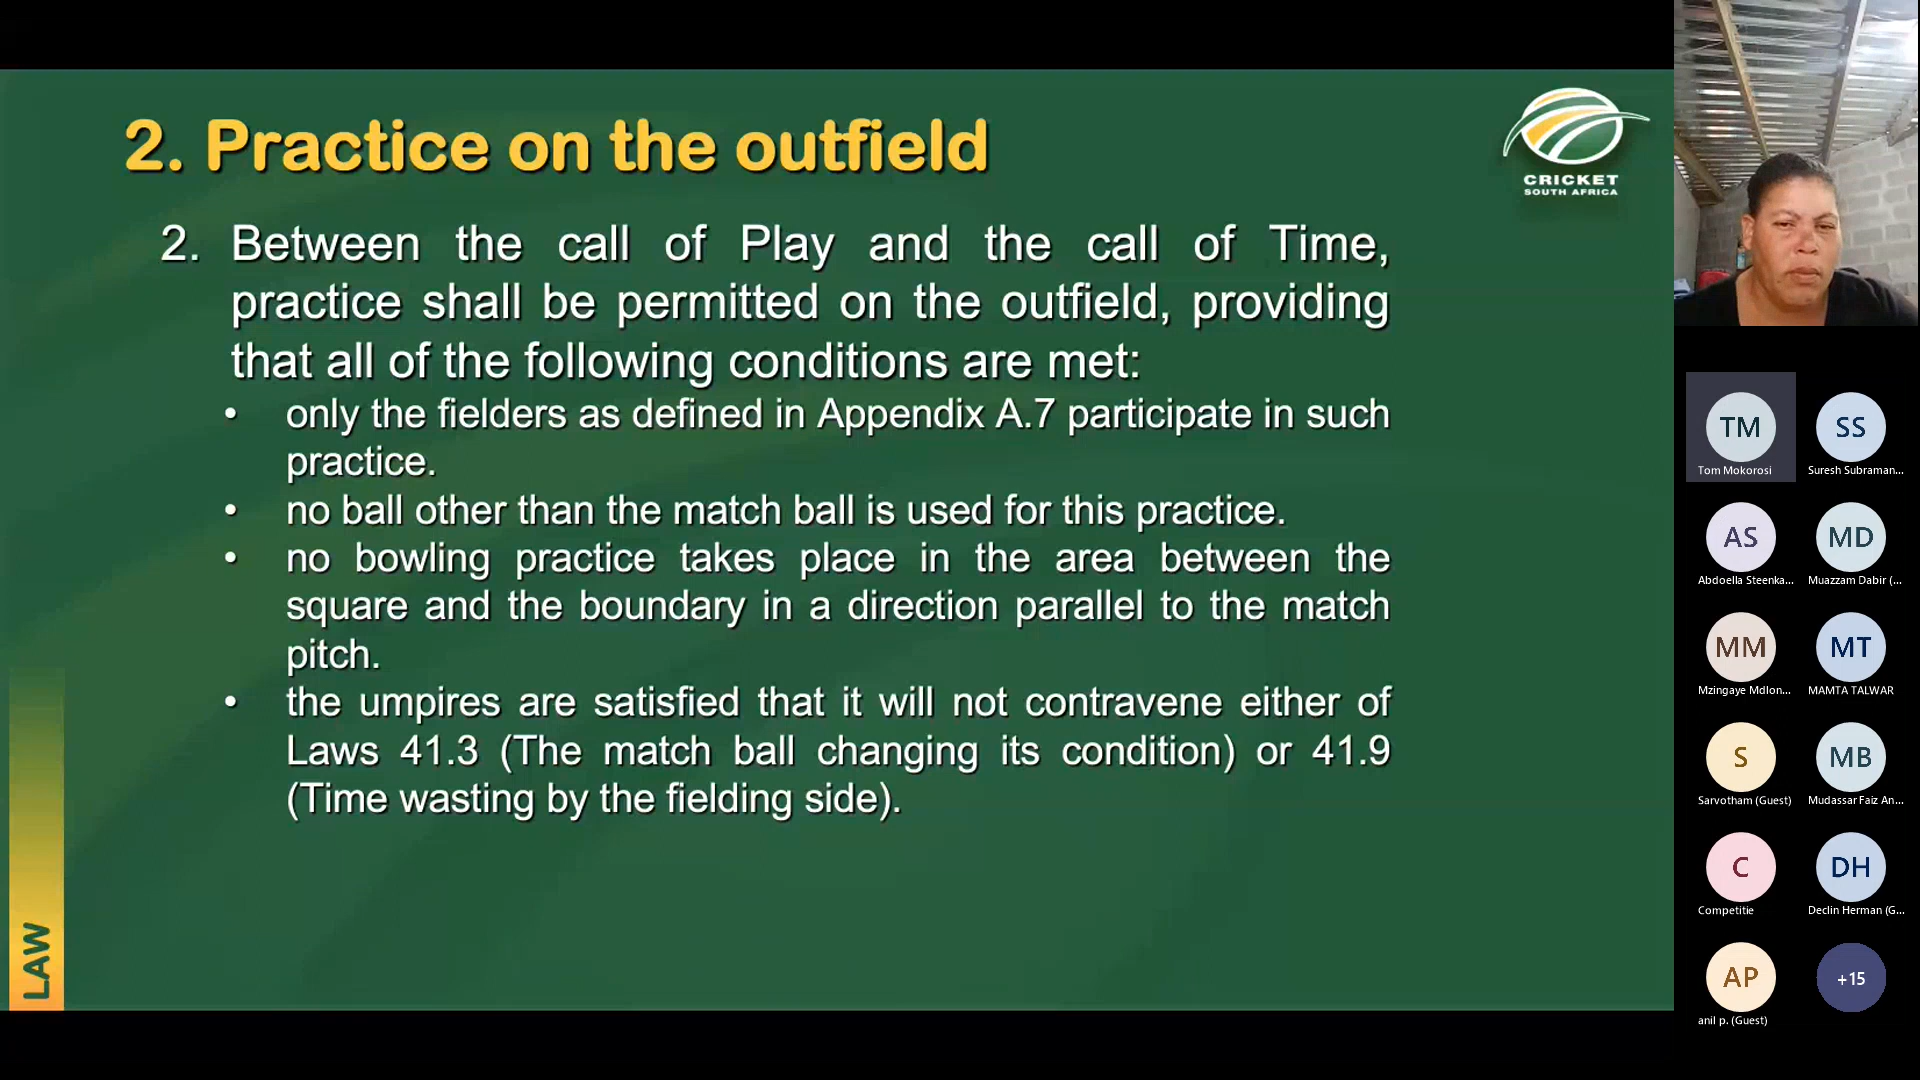 2. Practice on the outfield
CRICKET
SOUTH AFRICA
2. Between the call of Play and the call of Time,
practice shall be permitted on the outfield, providing
that all of the following conditions are met:
• only the fielders as defined in Appendix A.7 participate in such
practice.
• no ball other than the match ball is used for this practice.
• no bowling practice takes place in the area between the
square and the boundary in a direction parallel to the match
pitch.
• the umpires are satisfied that it will not contravene either of
Laws 41.3 (The match ball changing its condition) or 41.9
(Time wasting by the fielding side).
LAW
TM
Tom Mokorosi
SS
Suresh Subraman...
AS
Abdoella Steenka...
MD
Muazzam Dabir (...
MM
Mzingaye Mdlon...
MT
MAMTA TALWAR
S
Sarvotham (Guest)
MB
Mudassar Faiz An...
C
Competitie
DH
Declin Herman (G...
AP
anil p. (Guest)
+15